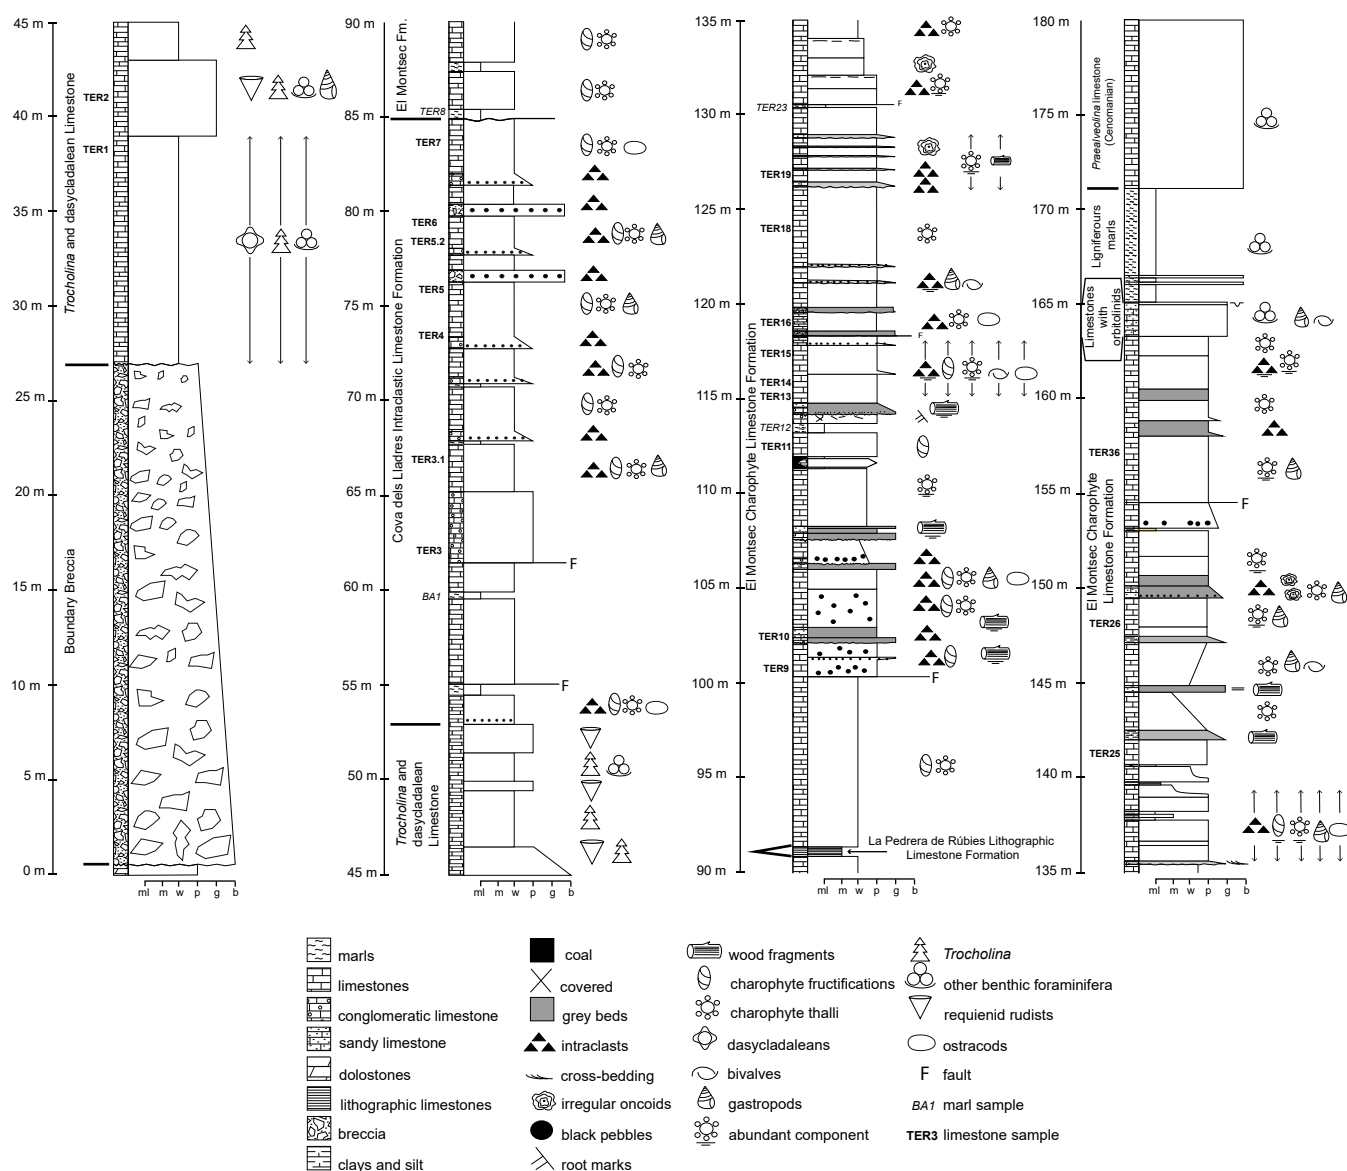 45 m
40 m
35 m
30 m
25 m
20 m
15 m
10 m
5 m
0 m
Trocholina and dasycladalean Limestone
Boundary Breccia
TER2
TER1
ml m w p g b
90 m
85 m
80 m
75 m
70 m
65 m
60 m
55 m
50 m
45 m
El Montsec Fm.
Cova dels Lladres Intraclastic Limestone Formation
Trocholina and
dasycladalean
Limestone
TER8
TER7
TER6
TER5.2
TER5
TER4
TER3.1
TER3
F
BA1
F
ml m w p g b
135 m
130 m
125 m
120 m
115 m
110 m
105 m
100 m
95 m
90 m
El Montsec Charophyte Limestone Formation
TER23
F
TER19
TER18
TER16
F
TER15
TER14
TER13
TER12
TER11
TER10
TER9
F
La Pedrera de Rúbies Lithographic
Limestone Formation
ml m w p g b
180 m
175 m
170 m
165 m
160 m
155 m
150 m
145 m
140 m
135 m
Praealveolina limestone
(Cenomanian)
Ligniferours
marls
Limestones
with
orbitolinids
El Montsec Charophyte
Limestone Formation
TER36
F
TER26
TER25
ml m w p g b
marls
limestones
conglomeratic limestone
sandy limestone
dolostones
lithographic limestones
breccia
clays and silt
coal
covered
grey beds
intraclasts
cross-bedding
irregular oncoids
black pebbles
root marks
wood fragments
charophyte fructifications
charophyte thalli
dasycladaleans
bivalves
gastropods
abundant component
Trocholina
other benthic foraminifera
requienid rudists
ostracods
F fault
BA1 marl sample
TER3 limestone sample